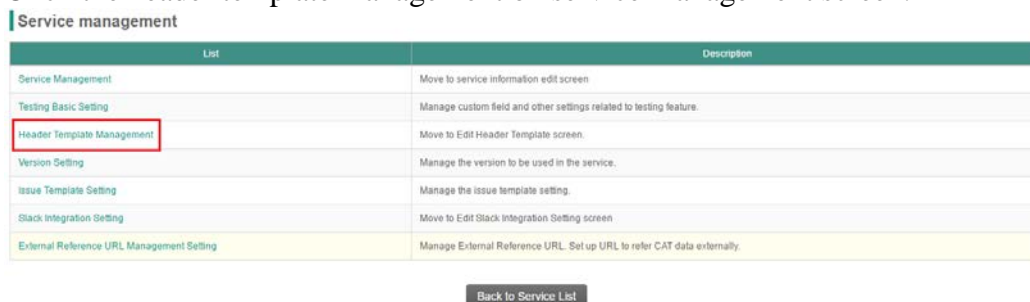 Service management
List Description
Service Management Move to service information edit screen
Testing Basic Setting Manage custom field and other settings related to testing feature.
Header Template Management Move to Edit Header Template screen.
Version Setting Manage the version to be used in the service.
Issue Template Setting Manage the issue template setting.
Slack Integration Setting Move to Edit Slack Integration Setting screen
External Reference URL Management Setting Manage External Reference URL. Set up URL to refer CAT data externally.
Back to Service List